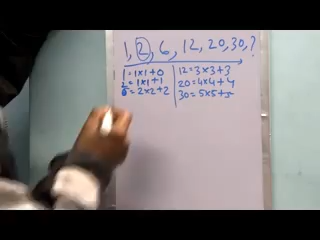 1, 2, 6, 12, 20, 30, ?
1 = 1x1+0
2 = 1x1+1
6 = 2x2+2
12 = 3x3+3
20 = 4x4+4
30 = 5x5+5